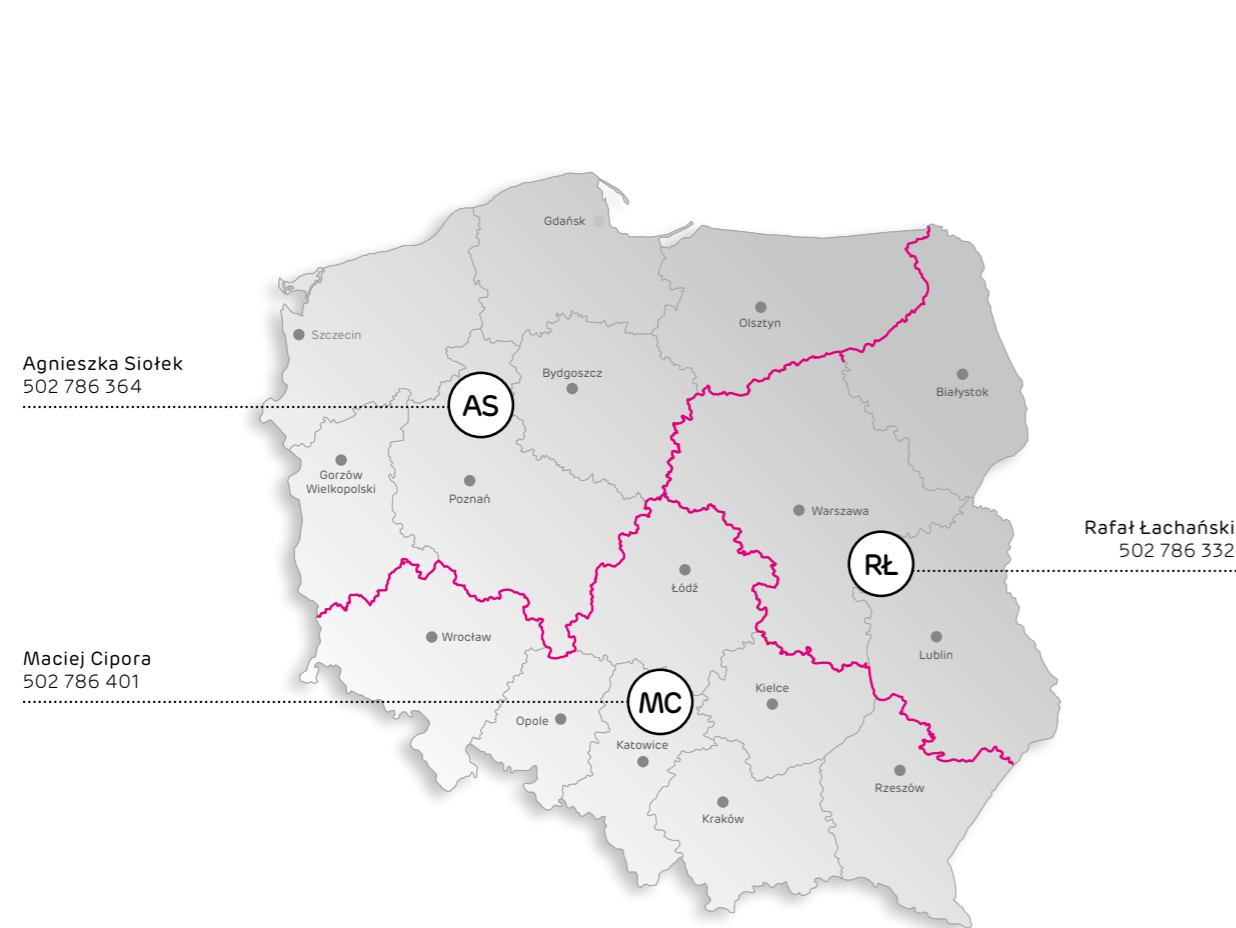 Gdańsk
Olsztyn
Szczecin
Agnieszka Siołek
502 786 364
Bydgoszcz
Białystok
AS
Gorzów
Wielkopolski
Poznań
Warszawa
Rafał Łachański
502 786 332
RŁ
Łódź
Wrocław
Lublin
Maciej Cipora
502 786 401
Kielce
MC
Opole
Katowice
Rzeszów
Kraków